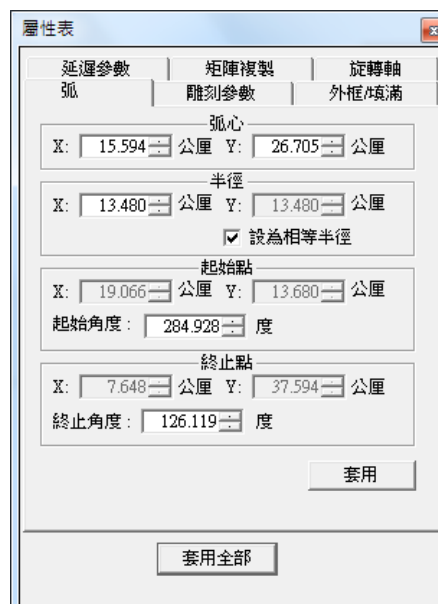 屬性表
延遲參數 矩陣複製 旋轉軸
弧 雕刻參數 外框/填滿
弧心
X: 15.594 公厘 Y: 26.705 公厘
半徑
X: 13.480 公厘 Y: 13.480 公厘
設為相等半徑
起始點
X: 19.066 公厘 Y: 13.680 公厘
起始角度: 284.928 度
終止點
X: 7.648 公厘 Y: 37.594 公厘
終止角度: 126.119 度
套用
套用全部